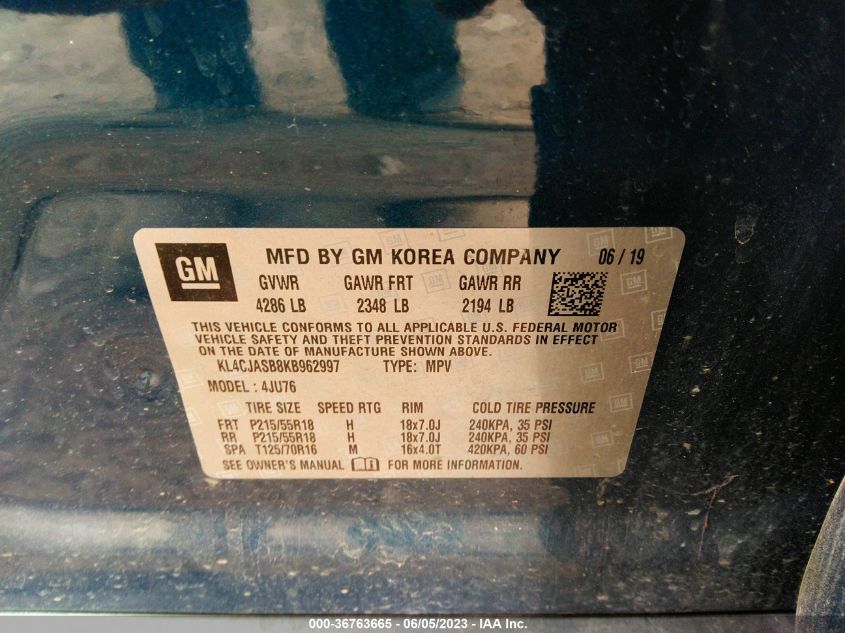 GM
MFD BY GM KOREA COMPANY 06 / 19
GVWR GAWR FRT GAWR RR
4286 LB 2348 LB 2194 LB
THIS VEHICLE CONFORMS TO ALL APPLICABLE U.S. FEDERAL MOTOR
VEHICLE SAFETY AND THEFT PREVENTION STANDARDS IN EFFECT
ON THE DATE OF MANUFACTURE SHOWN ABOVE.
KL4CJASB8KB962997 TYPE: MPV
MODEL: 4JU76
TIRE SIZE SPEED RTG RIM COLD TIRE PRESSURE
FRT P215/55R18 H 18x7.0J 240KPA, 35 PSI
RR P215/55R18 H 18x7.0J 240KPA, 35 PSI
SPA T125/70R16 M 16x4.0T 420KPA, 60 PSI
SEE OWNER'S MANUAL FOR MORE INFORMATION.
000-36763665 - 06/05/2023 - IAA Inc.